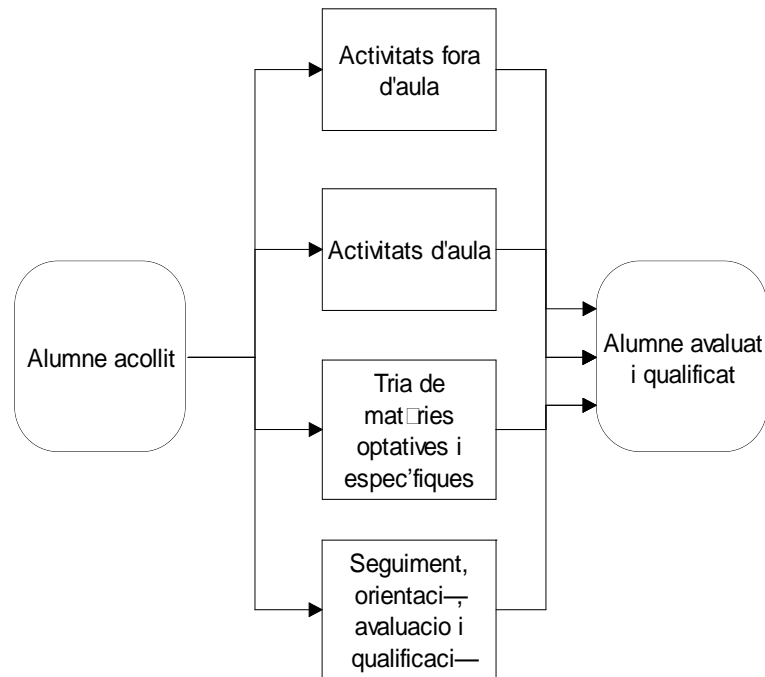 Activitats fora
d'aula
Activitats d'aula
Alumne acollit
Tria de
mat□ries
optatives i
espec’fiques
Seguiment,
orientaci—,
avaluacio i
qualificaci—
Alumne avaluat
i qualificat